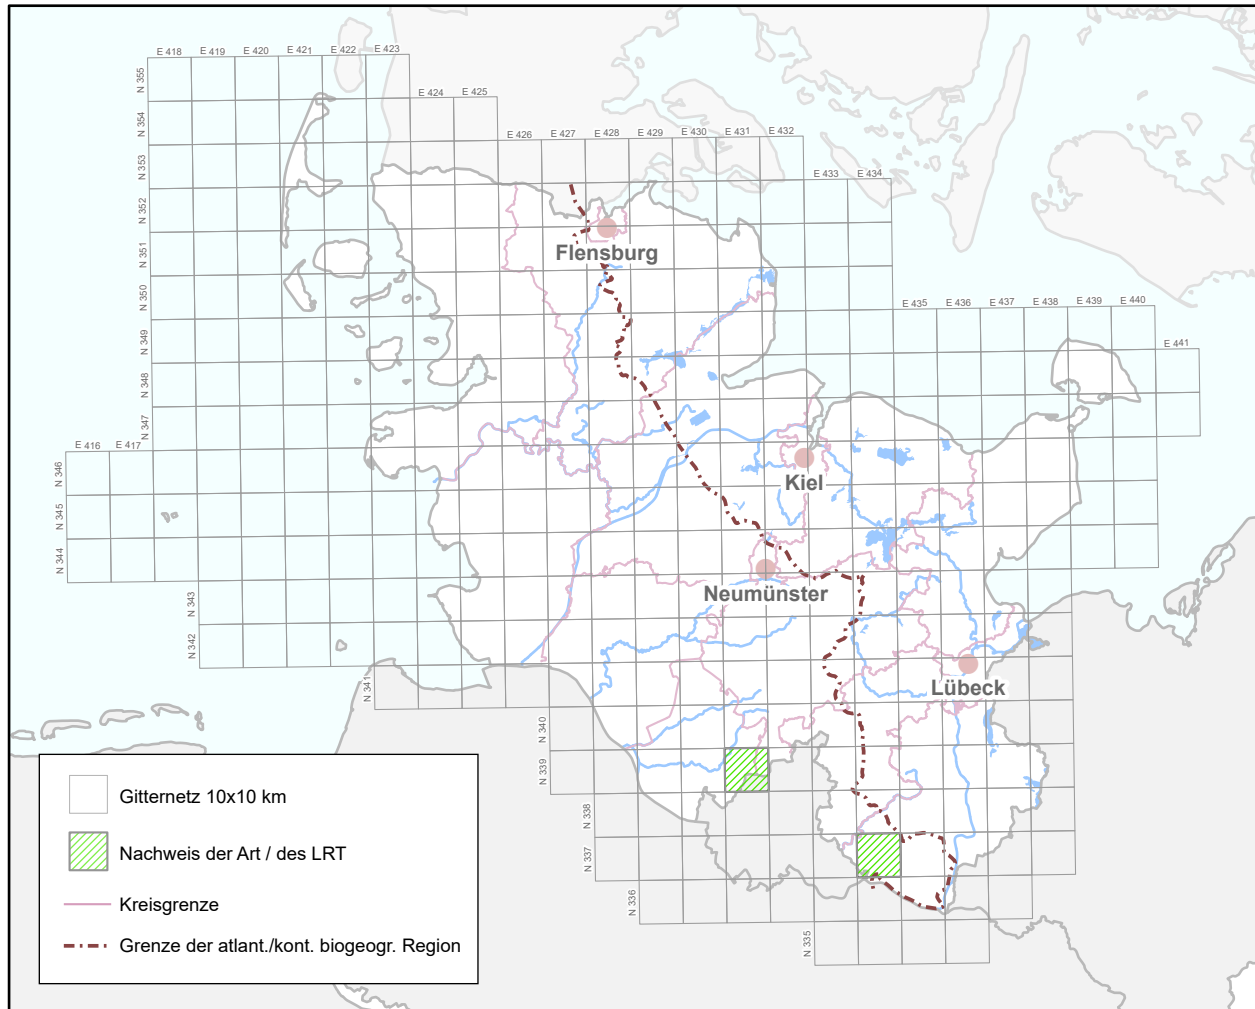 E 418 E 419 E 420 E 421 E 422 E 423
E 424 E 425
E 426 E 427 E 428 E 429 E 430 E 431 E 432
E 433 E 434
E 435 E 436 E 437 E 438 E 439 E 440
E 441
E 416 E 417
N 355
N 354
N 353
N 352
N 351
N 350
N 349
N 348
N 347
N 346
N 345
N 344
N 343
N 342
N 341
N 340
N 339
N 338
N 337
N 336
N 335
Flensburg
Kiel
Neumünster
Lübeck
Gitternetz 10x10 km
Nachweis der Art / des LRT
Kreisgrenze
Grenze der atlant./kont. biogeogr. Region